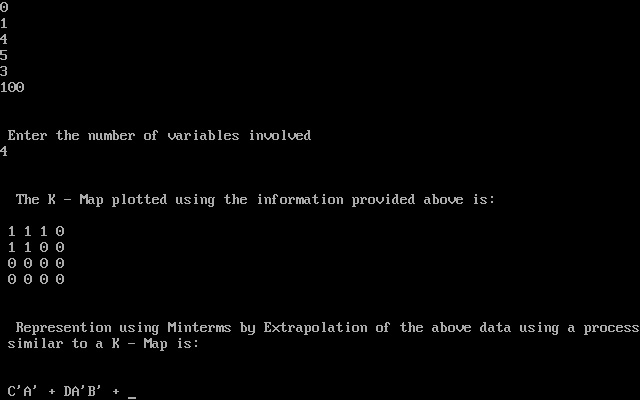 0
1
4
5
3
100
Enter the number of variables involved
4
The K - Map plotted using the information provided above is:
1 1 1 0
1 1 0 0
0 0 0 0
0 0 0 0
Represention using Minterms by Extrapolation of the above data using a process
similar to a K - Map is:
C'A' + DA'B' + _